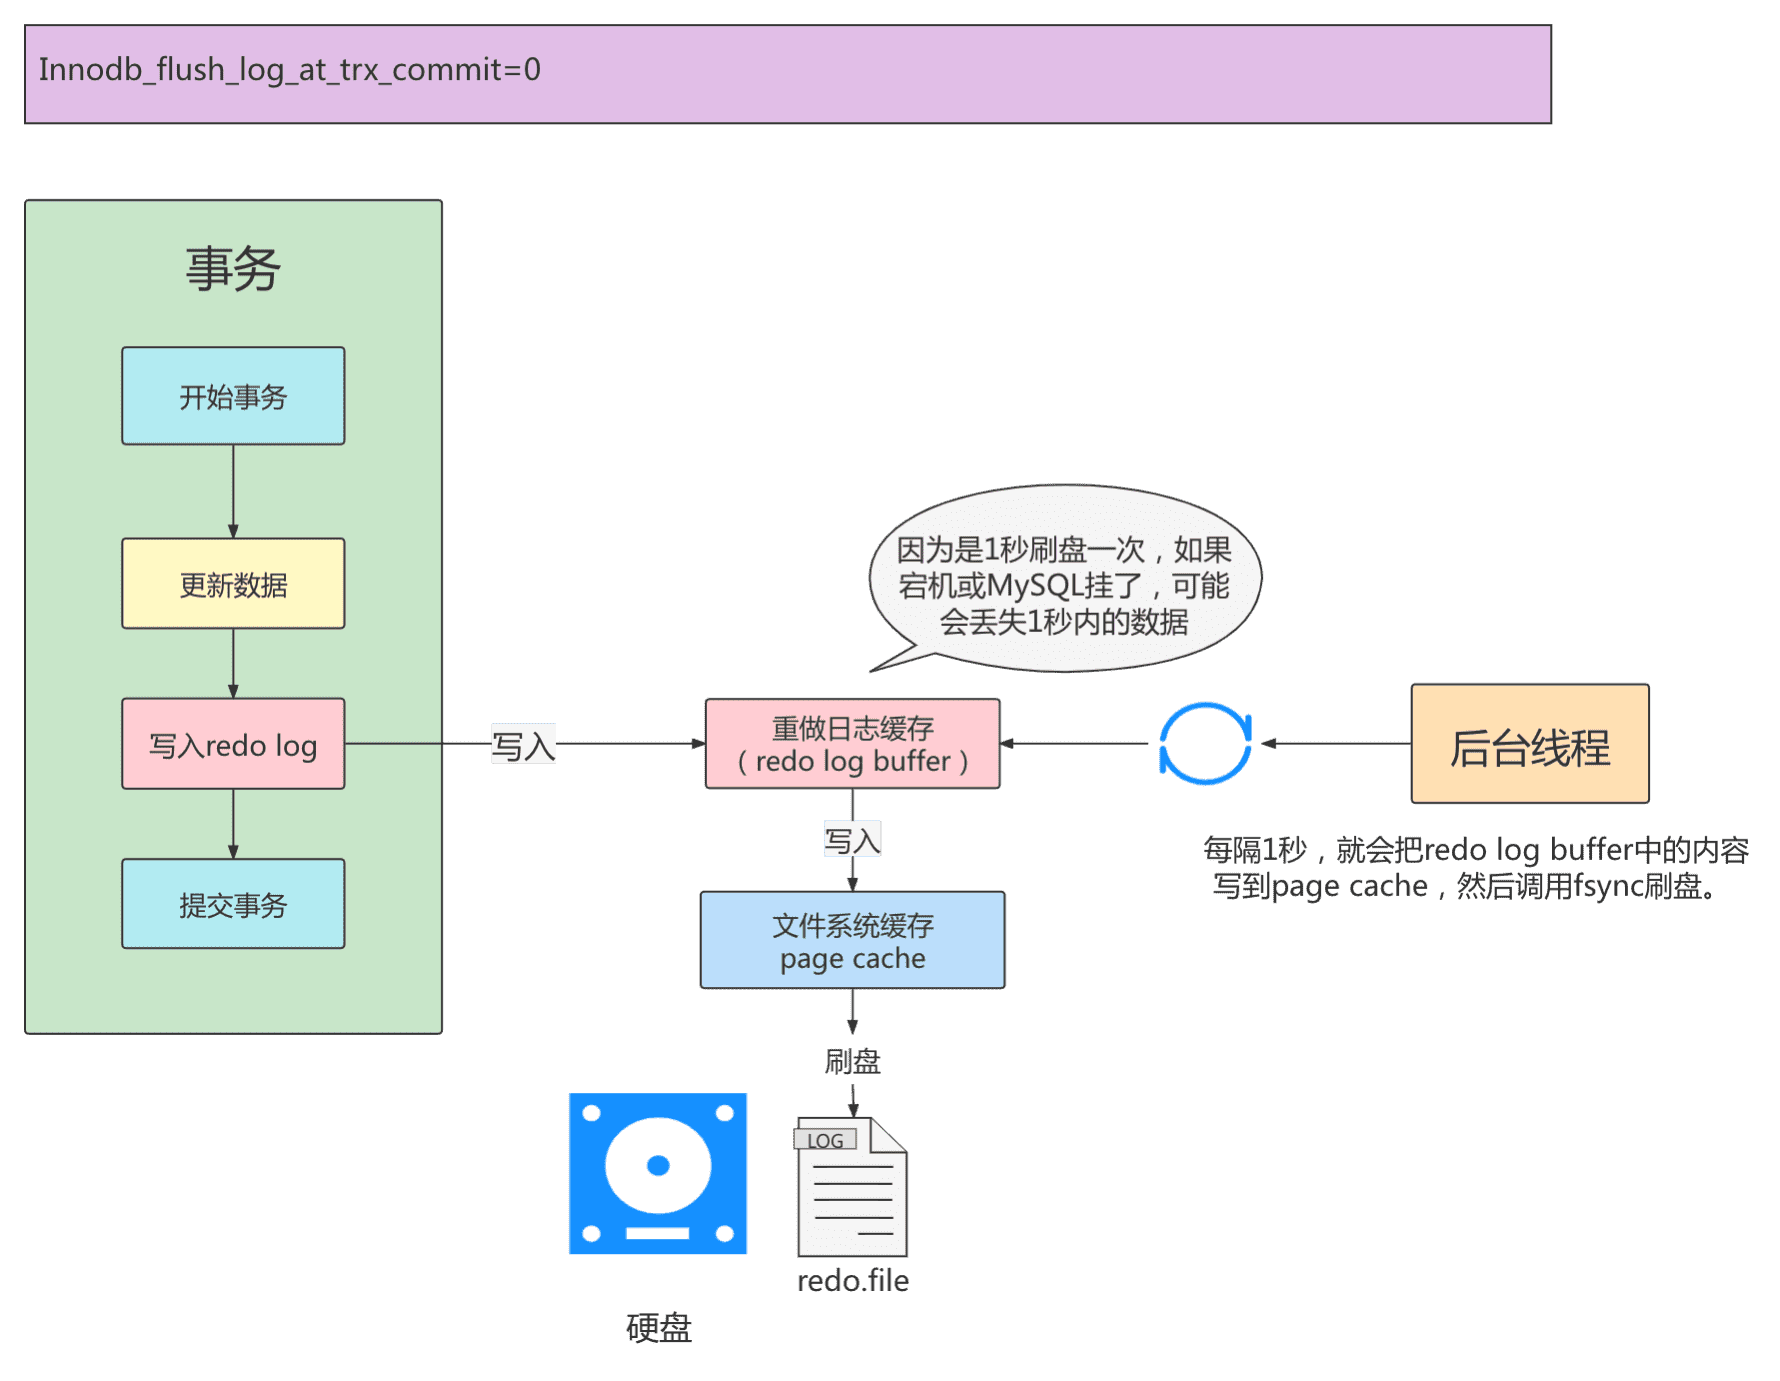 Innodb_flush_log_at_trx_commit=0
事务
开始事务
更新数据
写入redo log
提交事务
写入
因为是1秒刷盘一次，如果
宕机或MySQL挂了，可能
会丢失1秒内的数据
重做日志缓存
（redo log buffer）
后台线程
每隔1秒，就会把redo log buffer中的内容
写到page cache，然后调用fsync刷盘。
写入
文件系统缓存
page cache
刷盘
LOG
redo.file
硬盘